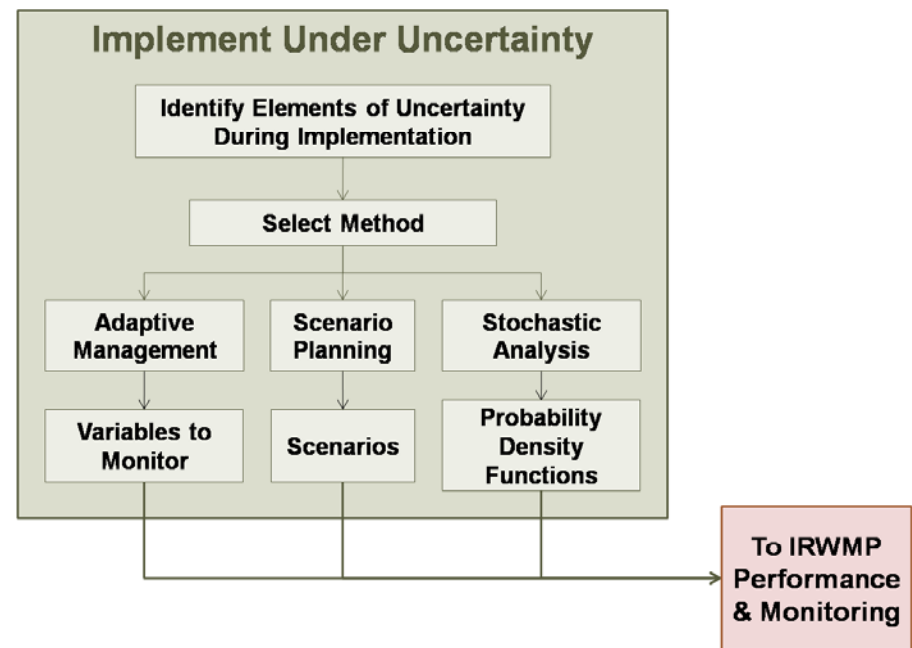 Implement Under Uncertainty
Identify Elements of Uncertainty
During Implementation
Select Method
Adaptive
Management
Scenario
Planning
Stochastic
Analysis
Variables to
Monitor
Scenarios
Probability
Density
Functions
To IRWMP
Performance
& Monitoring